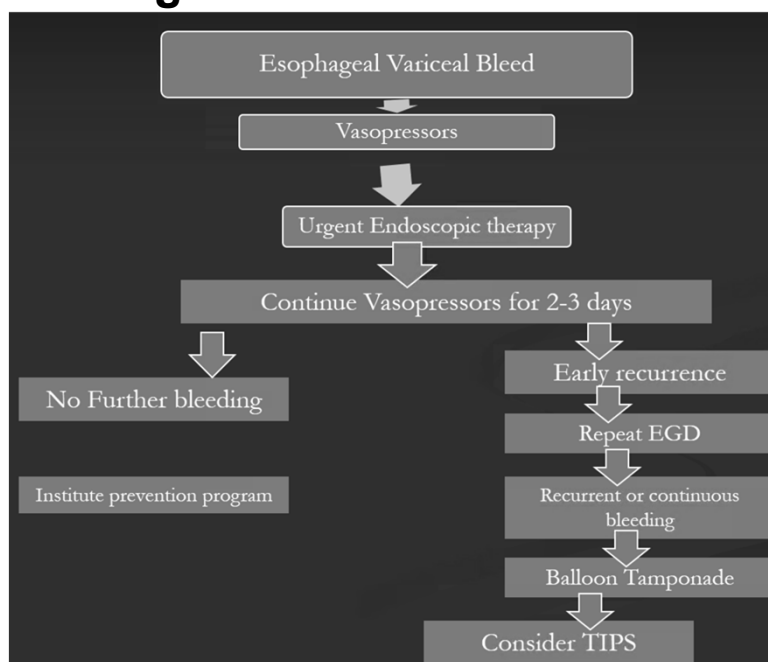 Esophageal Variceal Bleed
Vasopressors
Urgent Endoscopic therapy
Continue Vasopressors for 2-3 days
No Further bleeding
Institute prevention program
Early recurrence
Repeat EGD
Recurrent or continuous
bleeding
Balloon Tamponade
Consider TIPS